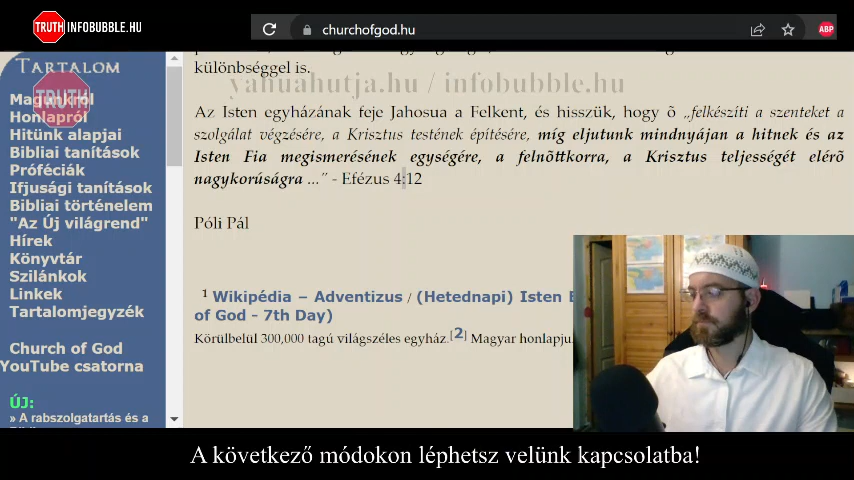 TRUTH INFOBUBBLE.HU
churchofgod.hu
ABP
TARTALOM
Magunkról
Honlapról
Hitünk alapjai
Bibliai tanítások
Próféciák
Ifjusági tanítások
Bibliai történelem
"Az Új világrend"
Hírek
Könyvtár
Szilánkok
Linkek
Tartalomjegyzék
Church of God
YouTube csatorna
ÚJ:
» A rabszolgatartás és a
TRUTH
yahuahutja.hu / infobubble.hu
különbséggel is.
Az Isten egyházának feje Jahosua a Felkent, és hisszük, hogy õ „felkészíti a szenteket a
szolgálat végzésére, a Krisztus testének építésére, míg eljutunk mindnyájan a hitnek és az
Isten Fia megismerésének egységére, a felnõttkorra, a Krisztus teljességét elérõ
nagykorúságra ...” - Efézus 4:12
Póli Pál
1 Wikipédia – Adventizus / (Hetednapi) Isten
of God - 7th Day)
Körülbelül 300,000 tagú világszéles egyház.[2] Magyar honlapju
A következő módokon léphetsz velünk kapcsolatba!